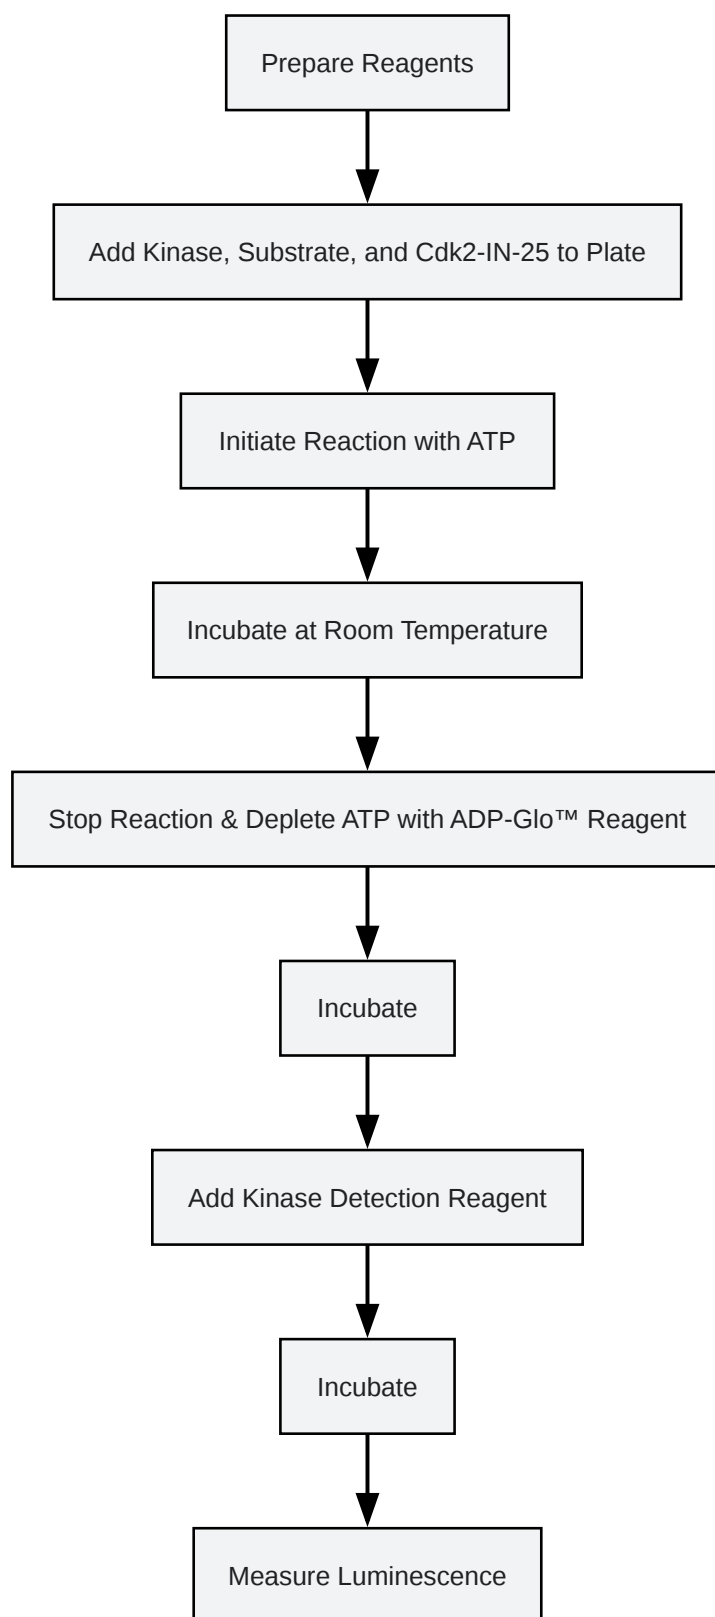 Prepare Reagents
Add Kinase, Substrate, and Cdk2-IN-25 to Plate
Initiate Reaction with ATP
Incubate at Room Temperature
Stop Reaction & Deplete ATP with ADP-Glo™ Reagent
Incubate
Add Kinase Detection Reagent
Incubate
Measure Luminescence